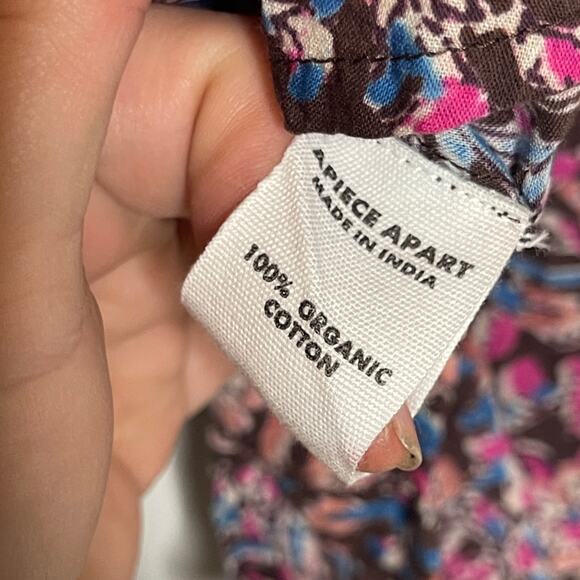 APIECE APART
MADE IN INDIA
100% ORGANIC
COTTON